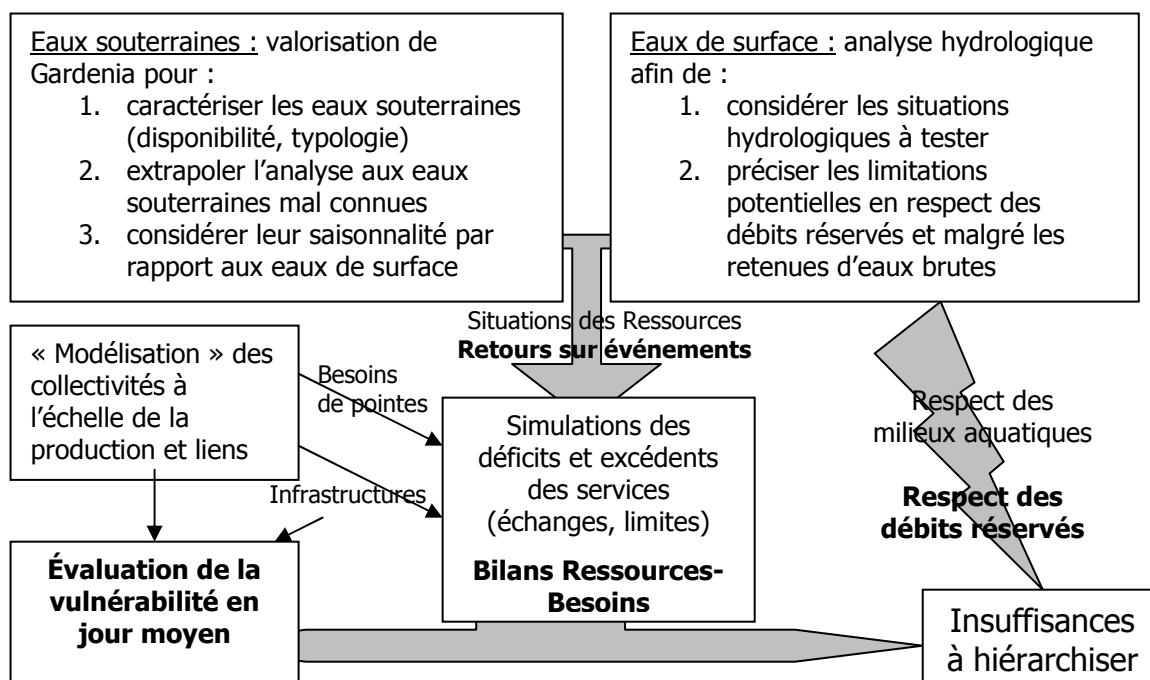 Eaux souterraines : valorisation de
Gardenia pour :
1. caractériser les eaux souterraines
(disponibilité, typologie)
2. extrapoler l'analyse aux eaux
souterraines mal connues
3. considérer leur saisonnalité par
rapport aux eaux de surface
Eaux de surface : analyse hydrologique
afin de :
1. considérer les situations
hydrologiques à tester
2. préciser les limitations
potentielles en respect des
débits réservés et malgré les
retenues d'eaux brutes
Situations des Ressources
Retours sur événements
« Modélisation » des
collectivités à
l'échelle de la
production et liens
Besoins
de pointes
Infrastructures
Simulations des
déficits et excédents
des services
(échanges, limites)
Bilans Ressources-
Besoins
Respect des
milieux aquatiques
Respect des
débits réservés
Évaluation de la
vulnérabilité en
jour moyen
Insuffisances
à hiérarchiser